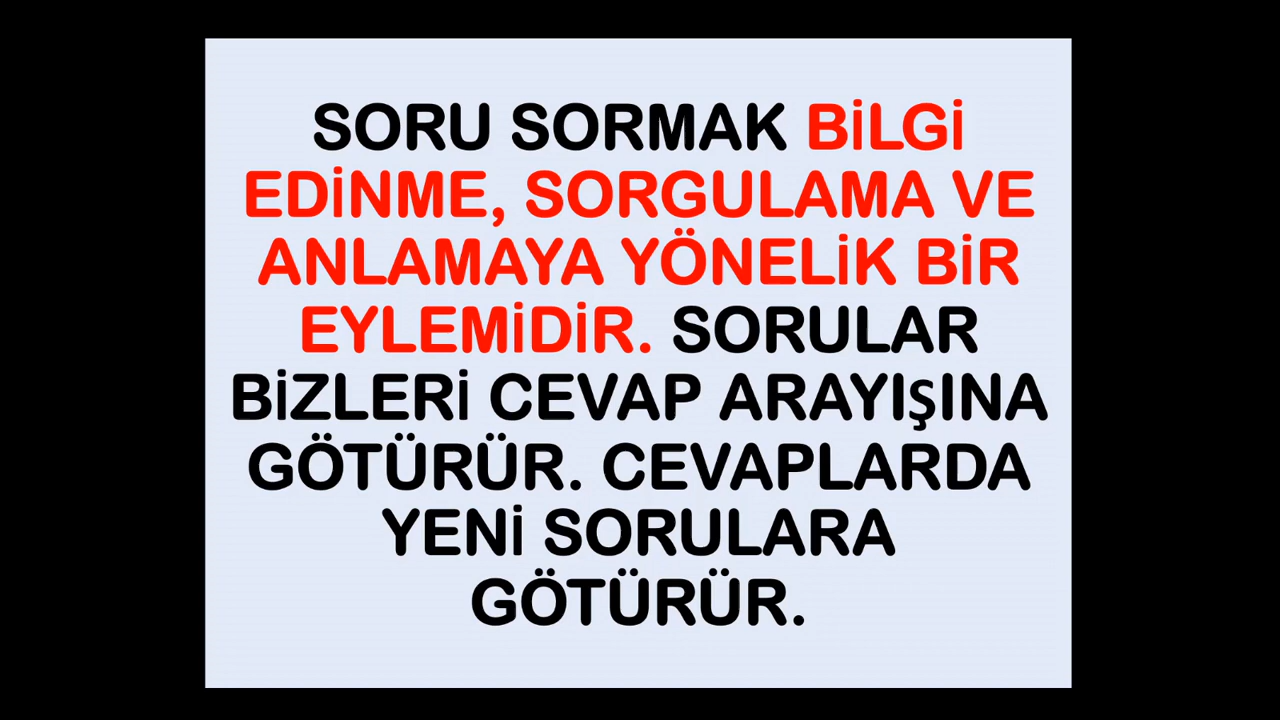 SORU SORMAK BİLGİ
EDİNME, SORGULAMA VE
ANLAMAYA YÖNELİK BİR
EYLEMİDİR. SORULAR
BİZLERİ CEVAP ARAYIŞINA
GÖTÜRÜR. CEVAPLARDA
YENİ SORULARA
GÖTÜRÜR.